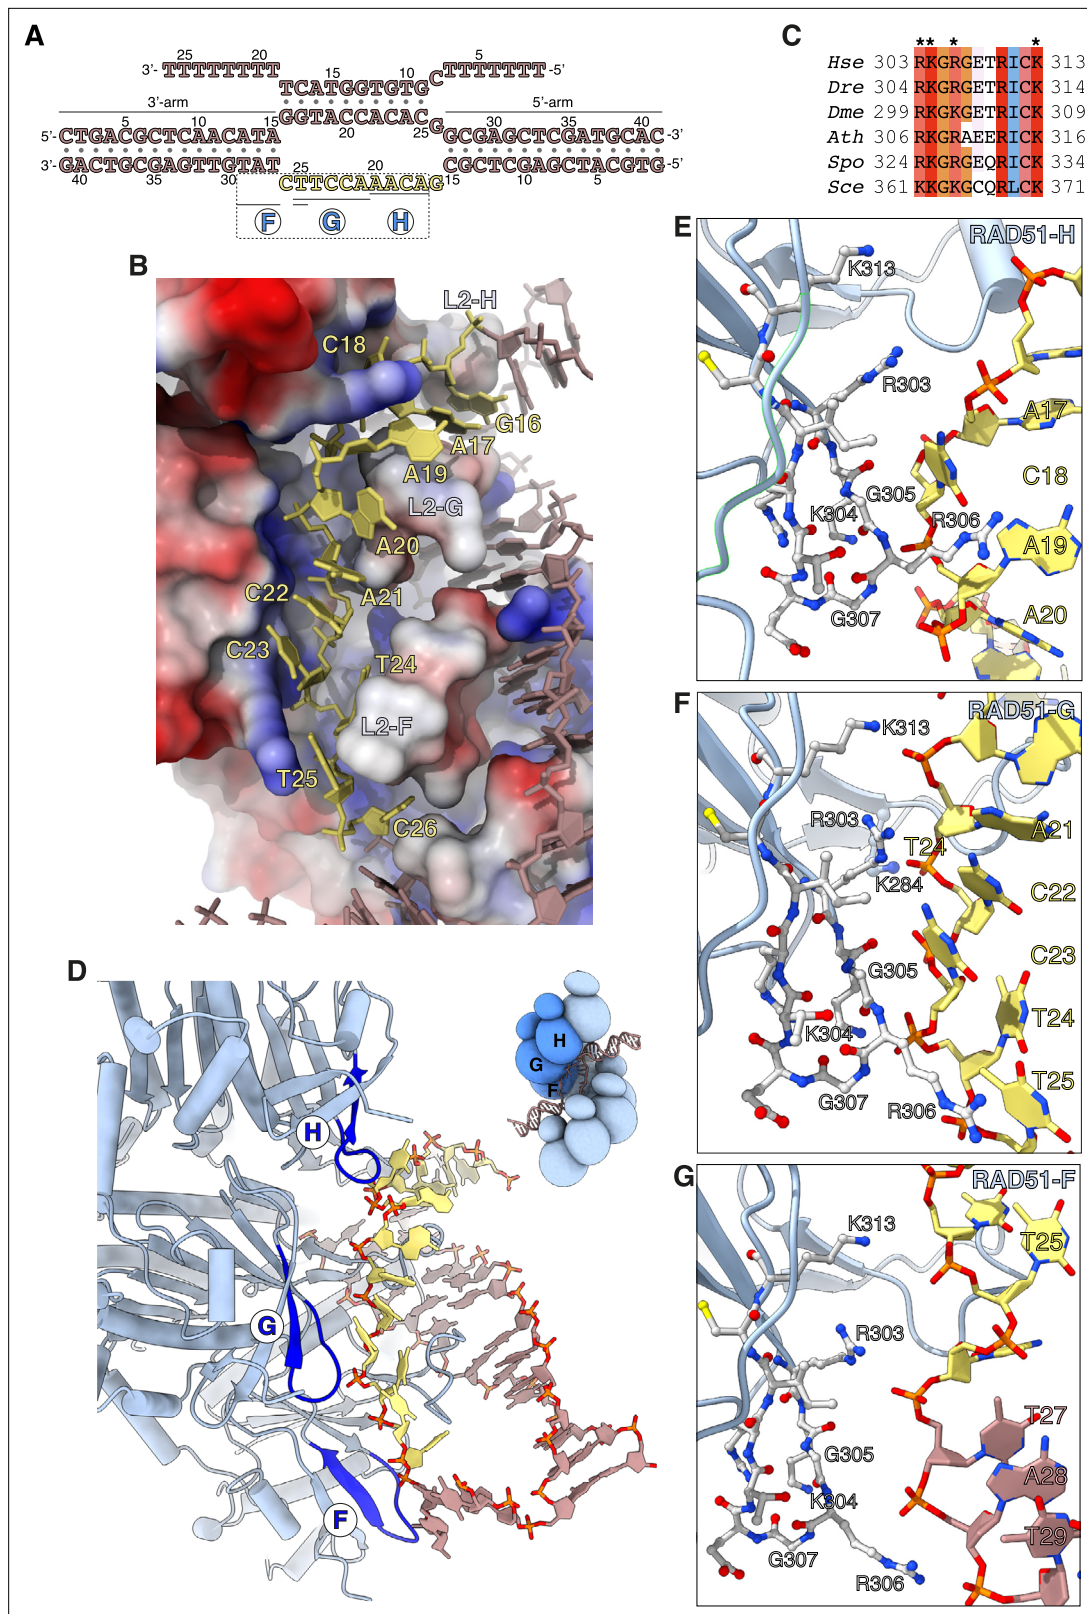 A
25 20 5
3'- TTTTTTTT CTTTTTTT -5'
15 10
TCATGGTGTG
3'-arm 5'-arm
GGTACCACAC
5 10 15 20 25 30 35 40
5'- CTGACGCTCAACATA GGCGAGCTCGATGCAC -3'
3'- GACTGCGAGTTGTAT CGCTCGAGCTACGTG -5'
40 35 30 25 20 15 10 5
CTTCCAAACAG
F G H
B
L2-H
C18
G16
A17
A19
L2-G
A20
C22
A21
C23
T24
L2-F
T25
C26
C
** * *
Hse 303 RKGRGETRICK 313
Dre 304 RKGRGETRICK 314
Dme 299 RKGKGETRICK 309
Ath 306 RKGRAEERICK 316
Spo 324 RKGRGEQRICK 334
Sce 361 KKGKGCQRLCK 371
D
H
G
F
H
G
F
E
RAD51-H
K313
R303
A17
C18
G305
K304
R306
A19
A20
G307
F
RAD51-G
K313
R303
T24
A21
K284
C22
C23
G305
K304
T24
T25
G307
R306
G
RAD51-F
K313
T25
R303
T27
G305
A28
K304
T29
G307
R306